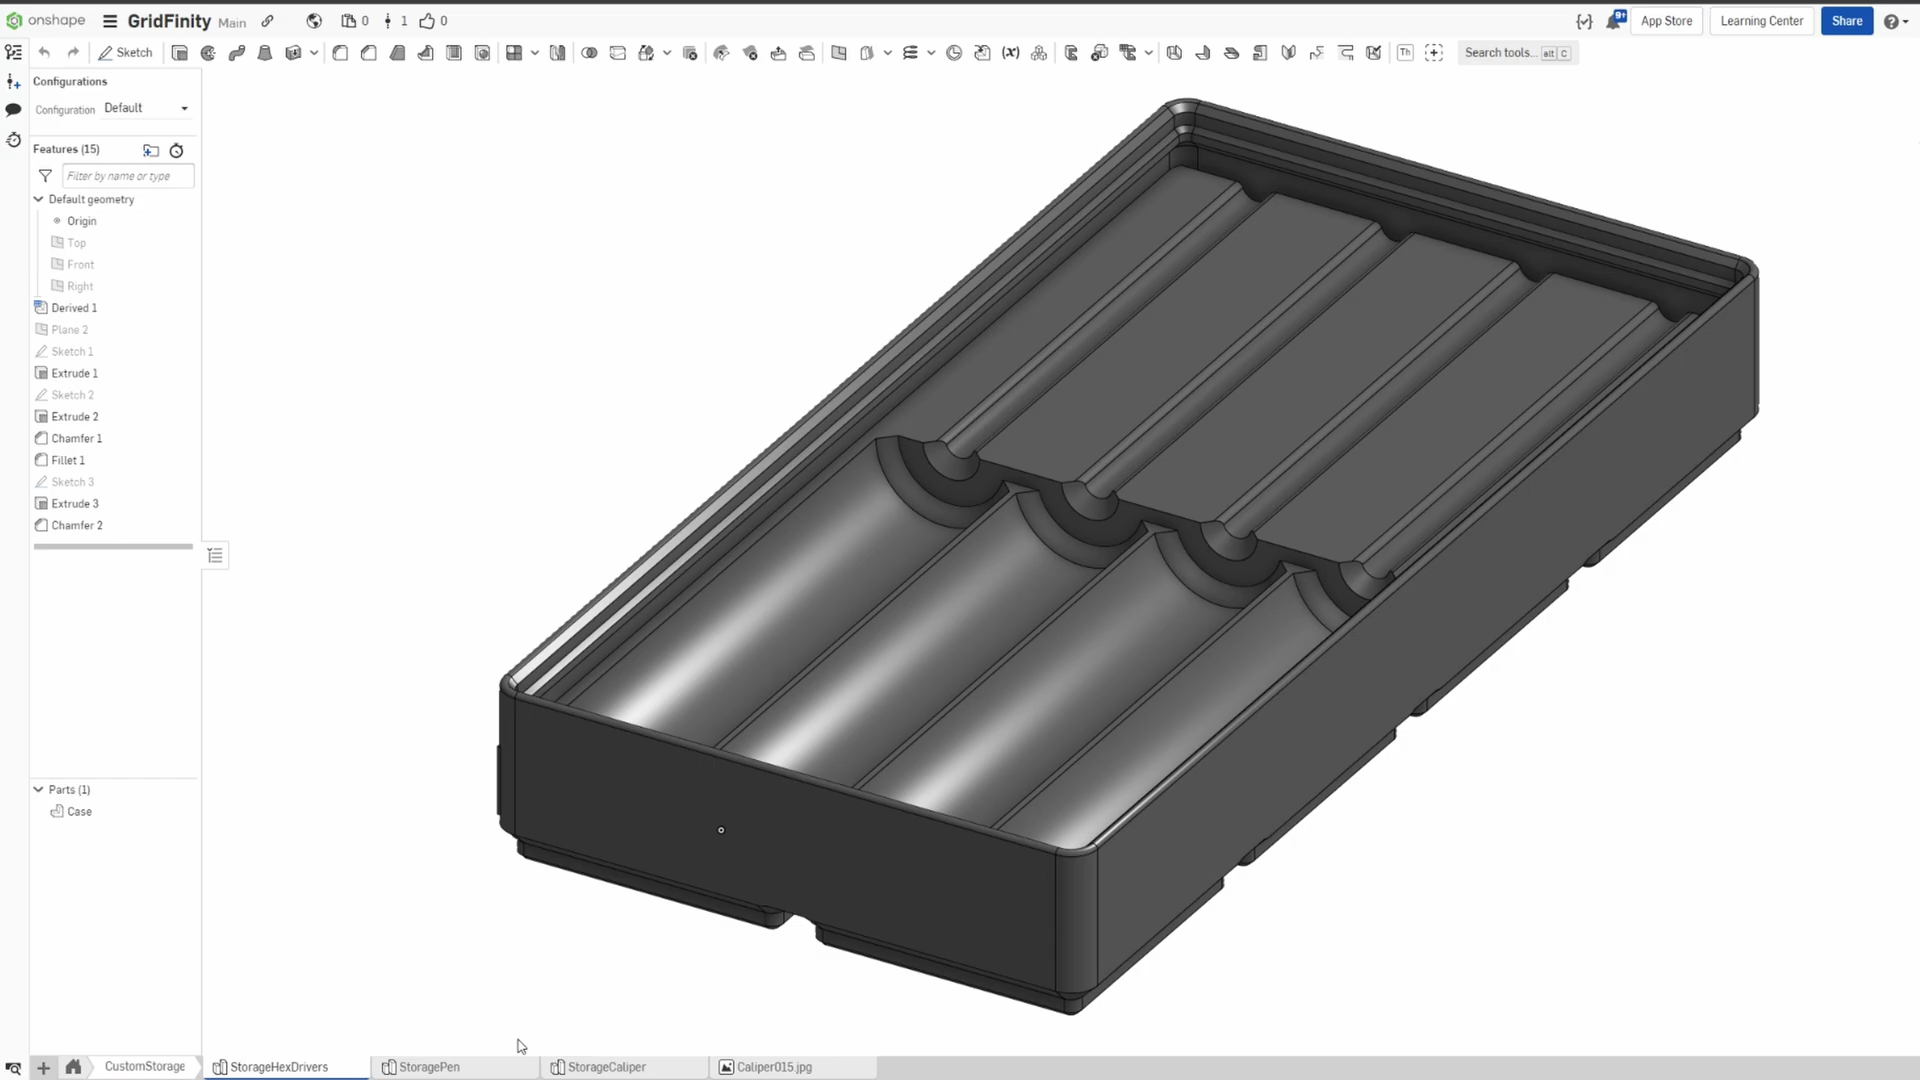 onshape GridFinity Main 0 1 0 9+ App Store Learning Center Share
Sketch (x) Th Search tools... alt C
Configurations
Configuration Default
Features (15)
Filter by name or type
Default geometry
Origin
Top
Front
Right
Derived 1
Plane 2
Sketch 1
Extrude 1
Sketch 2
Extrude 2
Chamfer 1
Fillet 1
Sketch 3
Extrude 3
Chamfer 2
Parts (1)
Case
CustomStorage StorageHexDrivers StoragePen StorageCaliper Caliper015.jpg